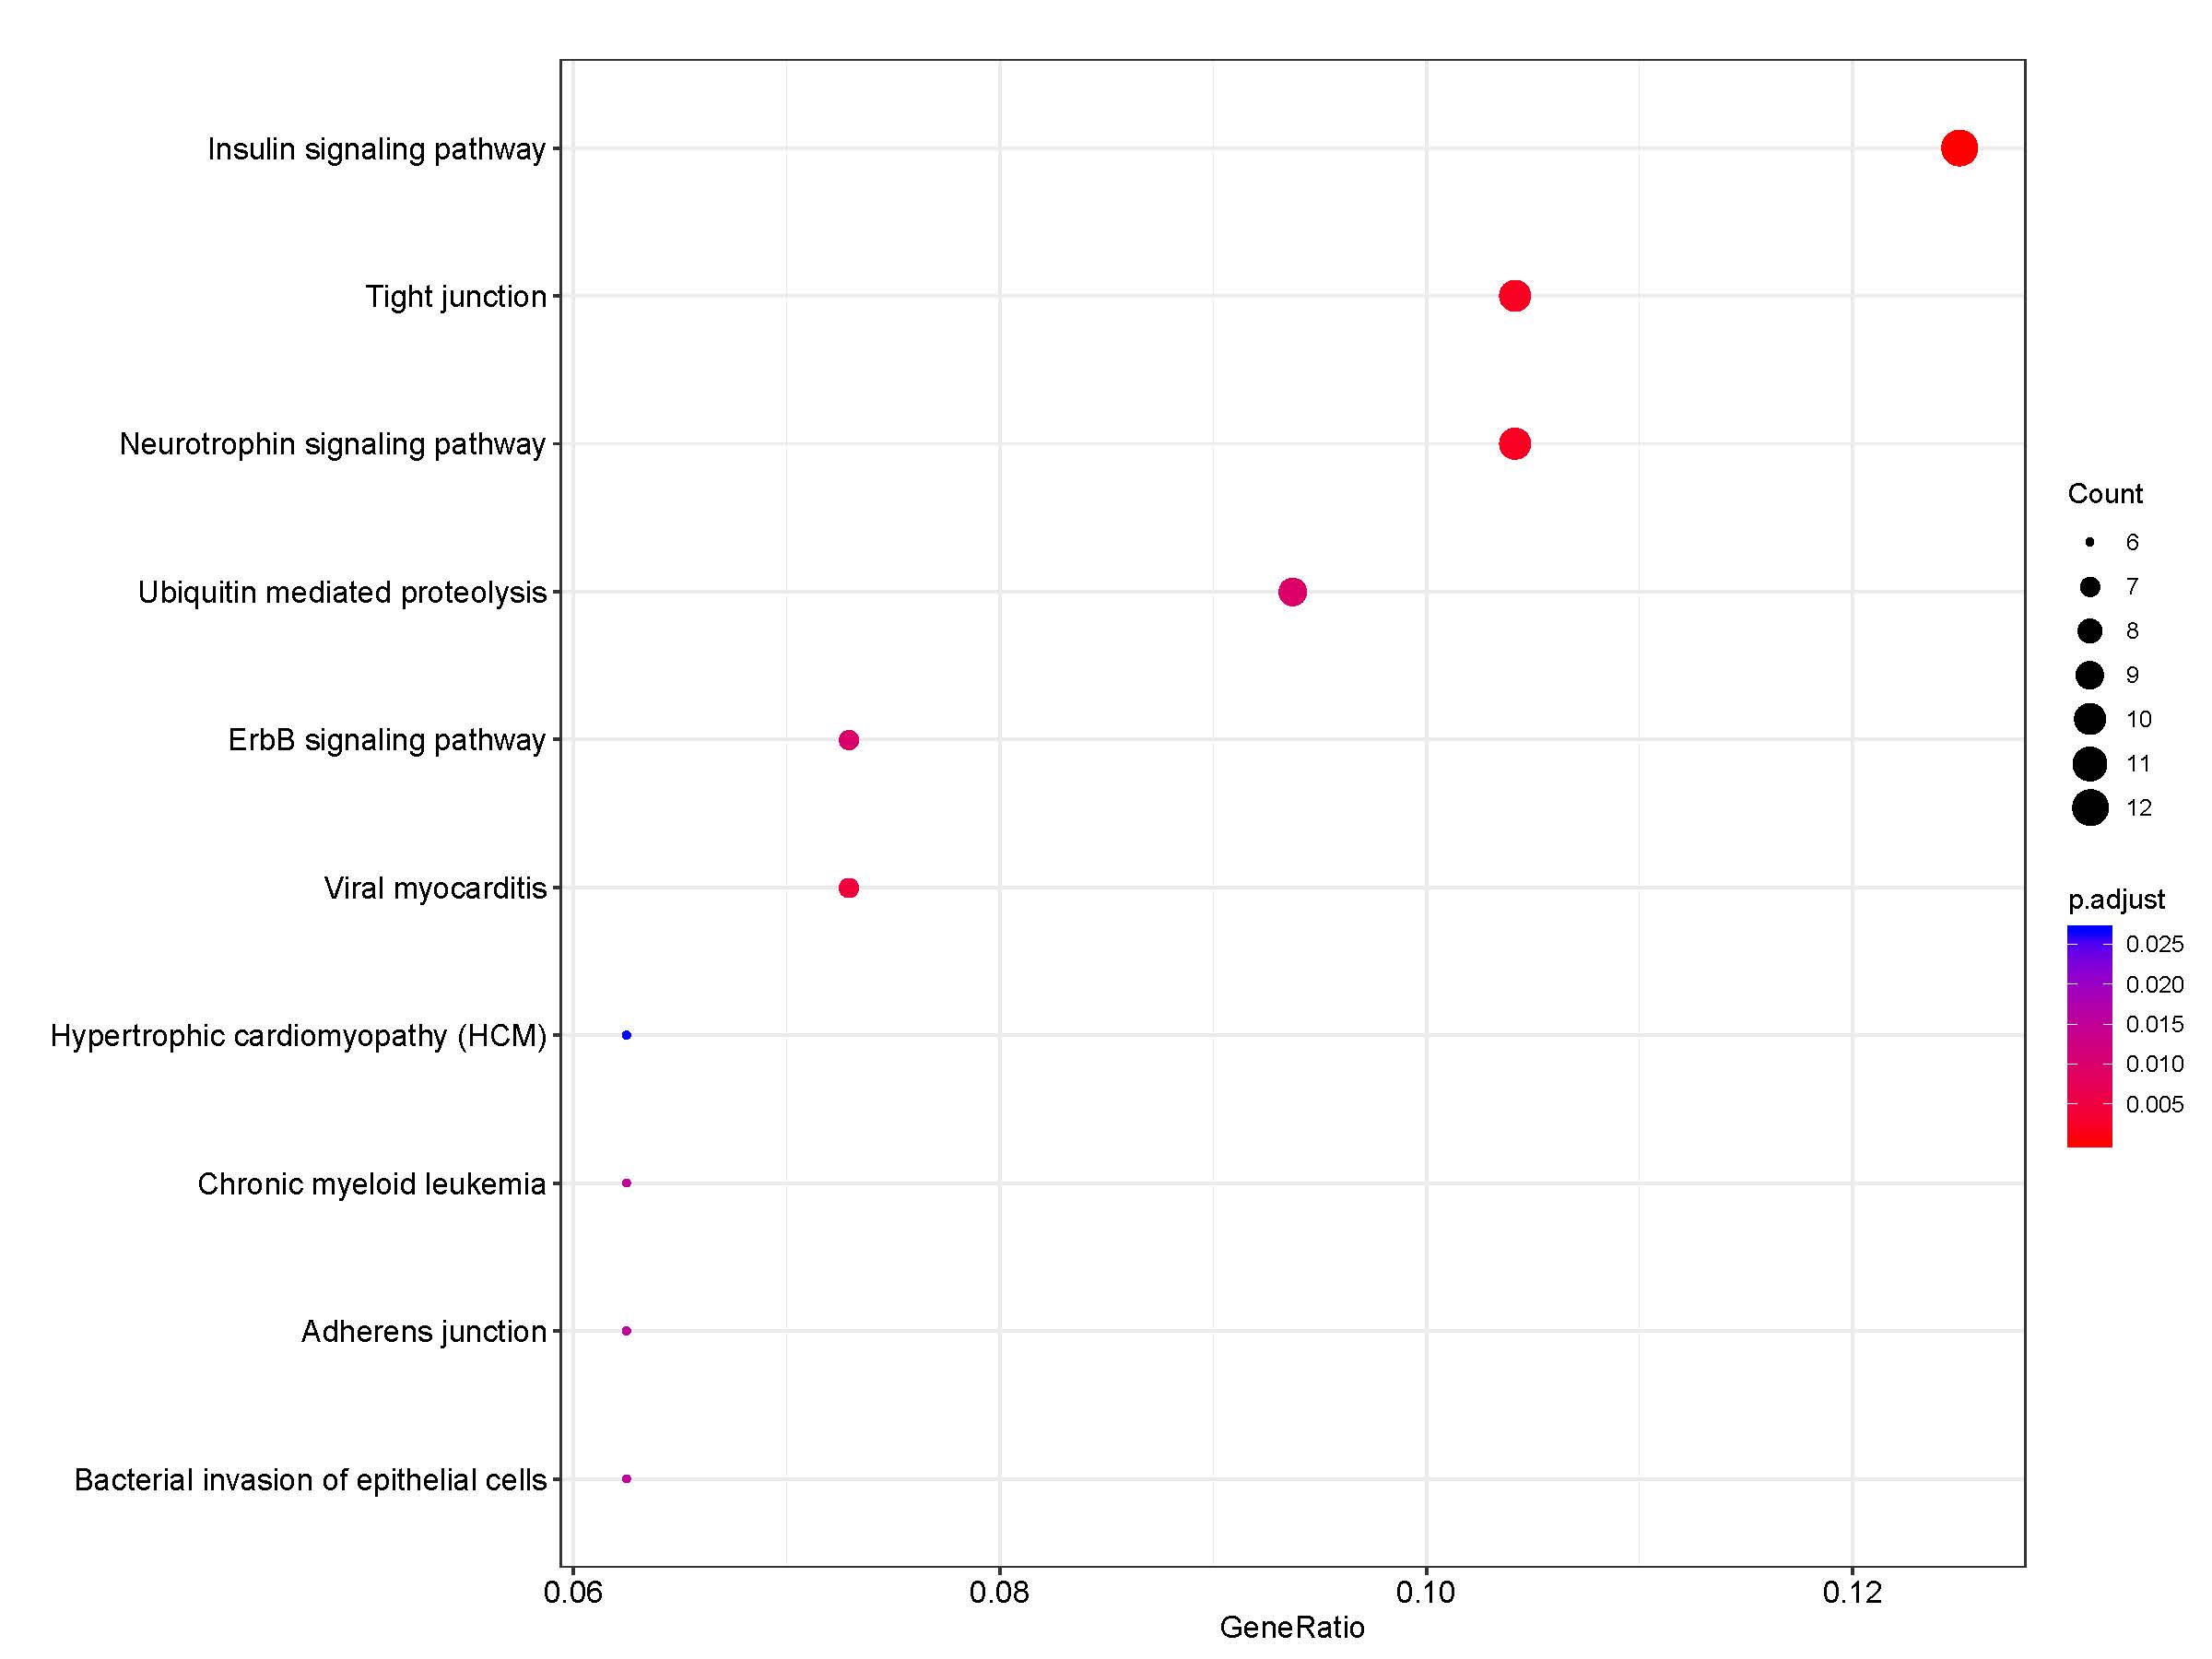 Insulin signaling pathway
Tight junction
Neurotrophin signaling pathway
Ubiquitin mediated proteolysis
ErbB signaling pathway
Viral myocarditis
Hypertrophic cardiomyopathy (HCM)
Chronic myeloid leukemia
Adherens junction
Bacterial invasion of epithelial cells
0.06 0.08 0.10 0.12
GeneRatio
Count
6
7
8
9
10
11
12
p.adjust
0.025
0.020
0.015
0.010
0.005